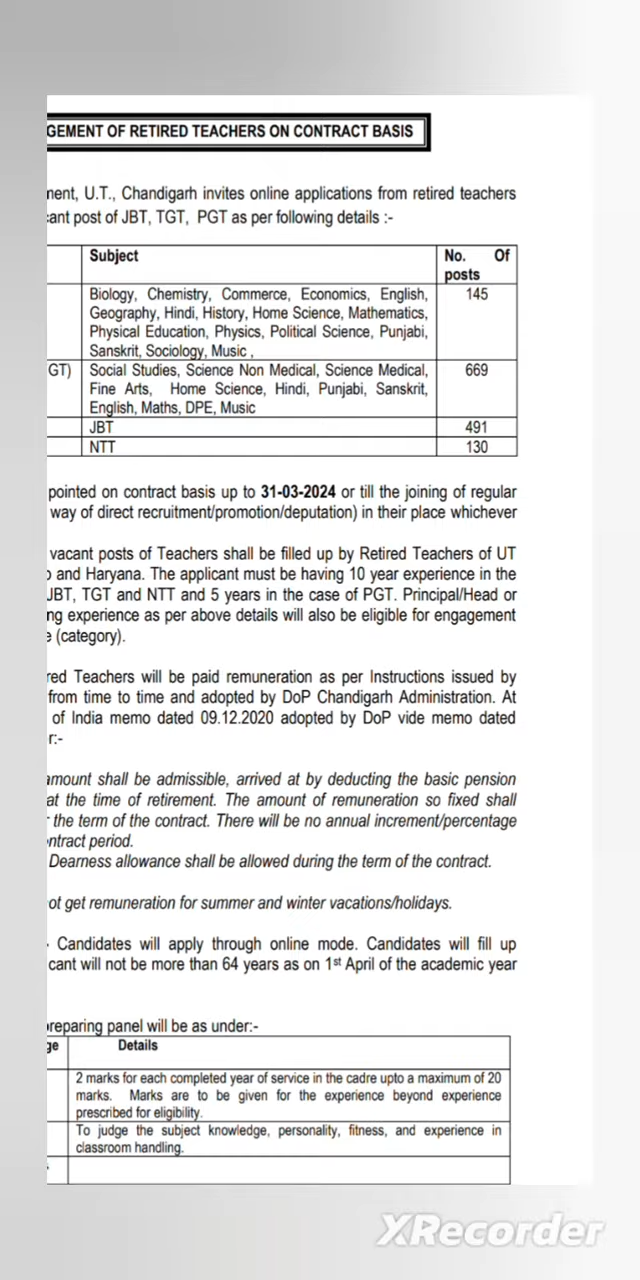 GEMENT OF RETIRED TEACHERS ON CONTRACT BASIS
ment, U.T., Chandigarh invites online applications from retired teachers
cant post of JBT, TGT, PGT as per following details :-
Subject No. Of posts
Biology, Chemistry, Commerce, Economics, English, 145
Geography, Hindi, History, Home Science, Mathematics,
Physical Education, Physics, Political Science, Punjabi,
Sanskrit, Sociology, Music ,
GT) Social Studies, Science Non Medical, Science Medical, 669
Fine Arts, Home Science, Hindi, Punjabi, Sanskrit,
English, Maths, DPE, Music
JBT 491
NTT 130
pointed on contract basis up to 31-03-2024 or till the joining of regular
way of direct recruitment/promotion/deputation) in their place whichever
vacant posts of Teachers shall be filled up by Retired Teachers of UT
and Haryana. The applicant must be having 10 year experience in the
JBT, TGT and NTT and 5 years in the case of PGT. Principal/Head or
ng experience as per above details will also be eligible for engagement
e (category).
red Teachers will be paid remuneration as per Instructions issued by
from time to time and adopted by DoP Chandigarh Administration. At
of India memo dated 09.12.2020 adopted by DoP vide memo dated
r:-
amount shall be admissible, arrived at by deducting the basic pension
at the time of retirement. The amount of remuneration so fixed shall
the term of the contract. There will be no annual increment/percentage
ontract period.
Dearness allowance shall be allowed during the term of the contract.
ot get remuneration for summer and winter vacations/holidays.
Candidates will apply through online mode. Candidates will fill up
cant will not be more than 64 years as on 1st April of the academic year
reparing panel will be as under:-
ge Details
2 marks for each completed year of service in the cadre upto a maximum of 20
marks. Marks are to be given for the experience beyond experience
prescribed for eligibility.
To judge the subject knowledge, personality, fitness, and experience in
classroom handling.
XRecorder